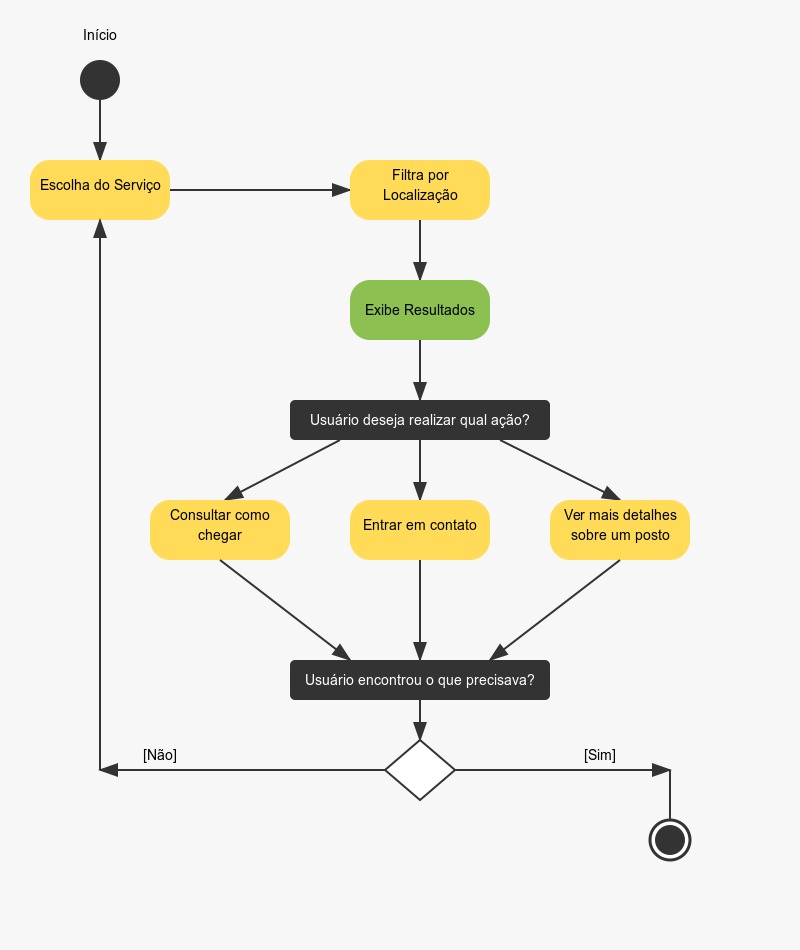 Início
Escolha do Serviço
Filtra por
Localização
Exibe Resultados
Usuário deseja realizar qual ação?
Consultar como
chegar
Entrar em contato
Ver mais detalhes
sobre um posto
Usuário encontrou o que precisava?
[Não]
[Sim]